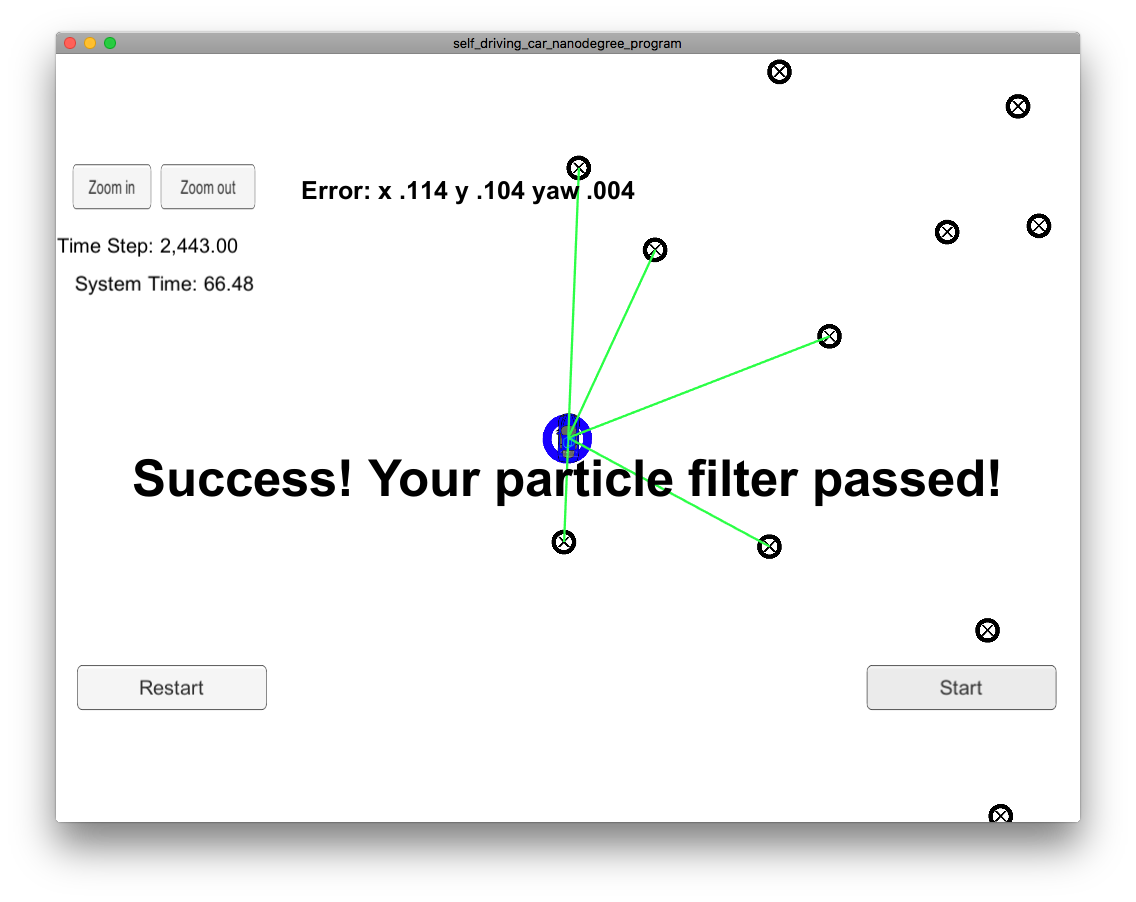 self_driving_car_nanodegree_program
Zoom in Zoom out
Error: x .114 y .104 yaw .004
Time Step: 2,443.00
System Time: 66.48
Success! Your particle filter passed!
Restart
Start